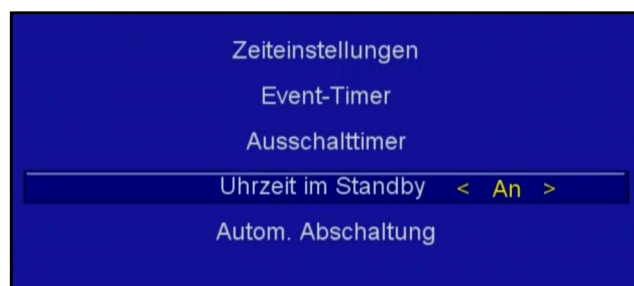 Zeiteinstellungen
Event-Timer
Ausschalttimer
Uhrzeit im Standby < An >
Autom. Abschaltung